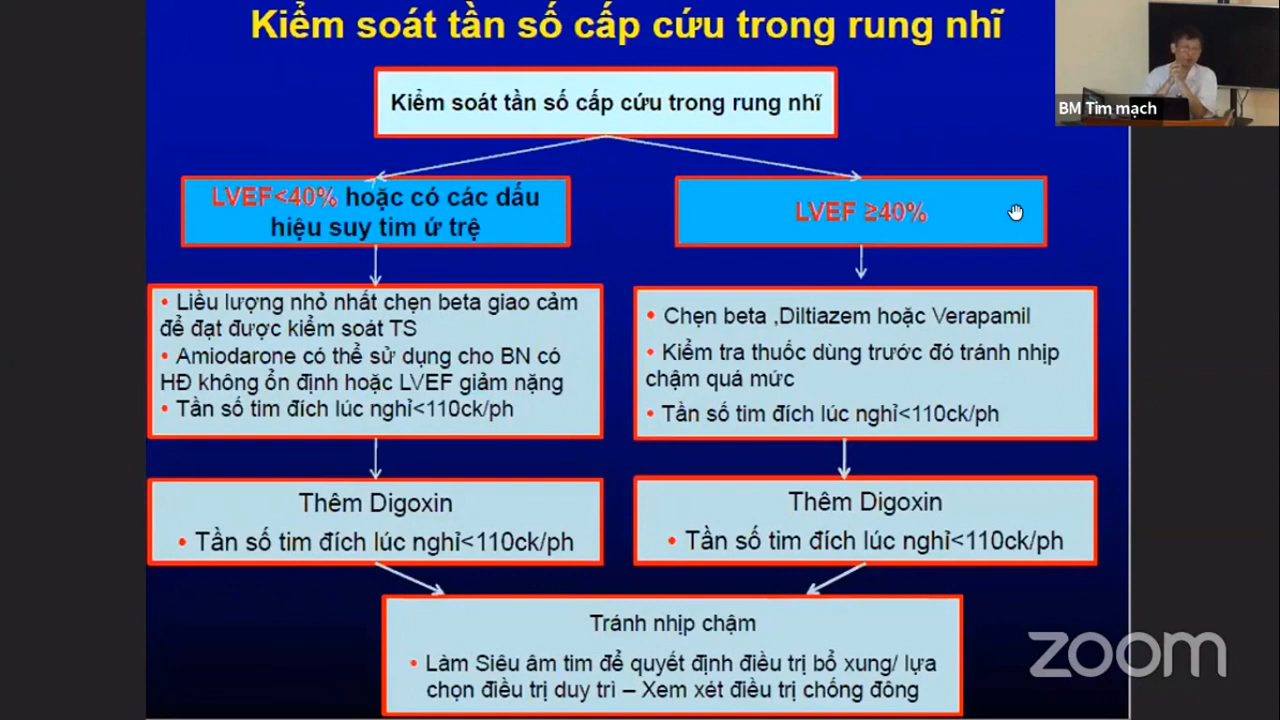 Kiểm soát tần số cấp cứu trong rung nhĩ
BM Tim mạch
Kiểm soát tần số cấp cứu trong rung nhĩ
LVEF<40% hoặc có các dấu
hiệu suy tim ứ trệ
LVEF ≥40%
• Liều lượng nhỏ nhất chẹn beta giao cảm
để đạt được kiểm soát TS
• Amiodarone có thể sử dụng cho BN có
HĐ không ổn định hoặc LVEF giảm nặng
• Tần số tim đích lúc nghỉ<110ck/ph
• Chẹn beta ,Diltiazem hoặc Verapamil
• Kiểm tra thuốc dùng trước đó tránh nhịp
chậm quá mức
• Tần số tim đích lúc nghỉ<110ck/ph
Thêm Digoxin
• Tần số tim đích lúc nghỉ<110ck/ph
Thêm Digoxin
• Tần số tim đích lúc nghỉ<110ck/ph
Tránh nhịp chậm
• Làm Siêu âm tim để quyết định điều trị bổ xung/ lựa
chọn điều trị duy trì – Xem xét điều trị chống đông
zoom